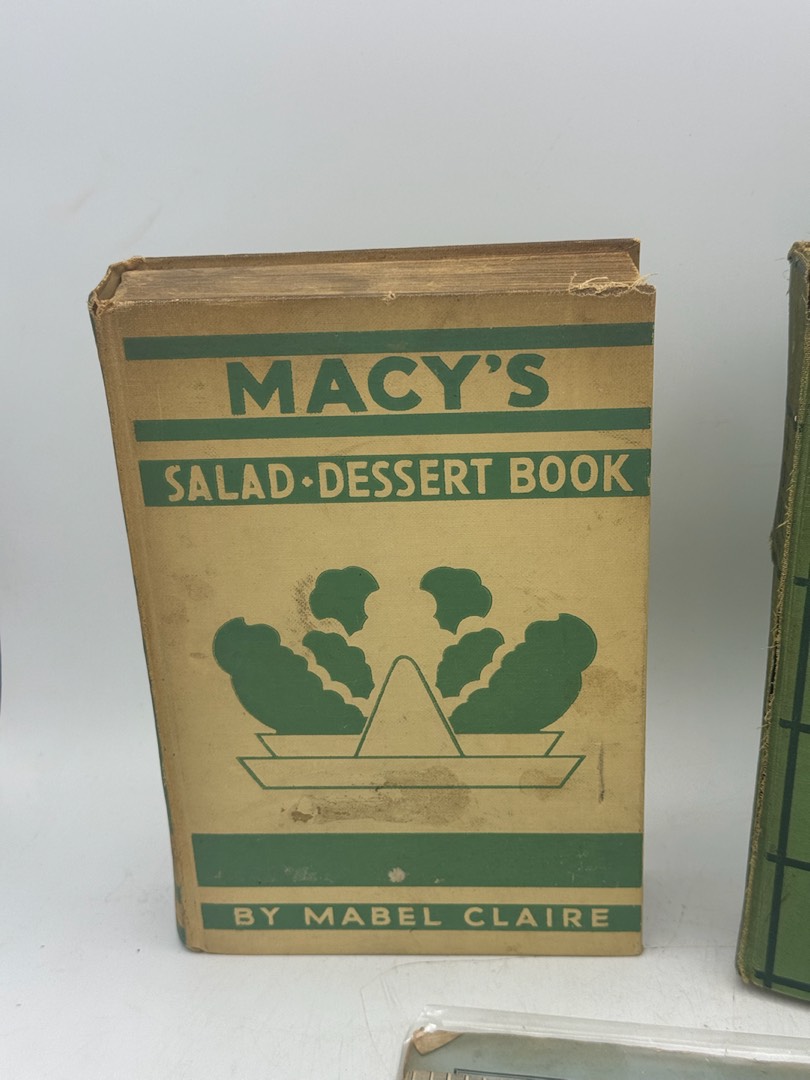 MACY'S
SALAD • DESSERT BOOK
BY MABEL CLAIRE